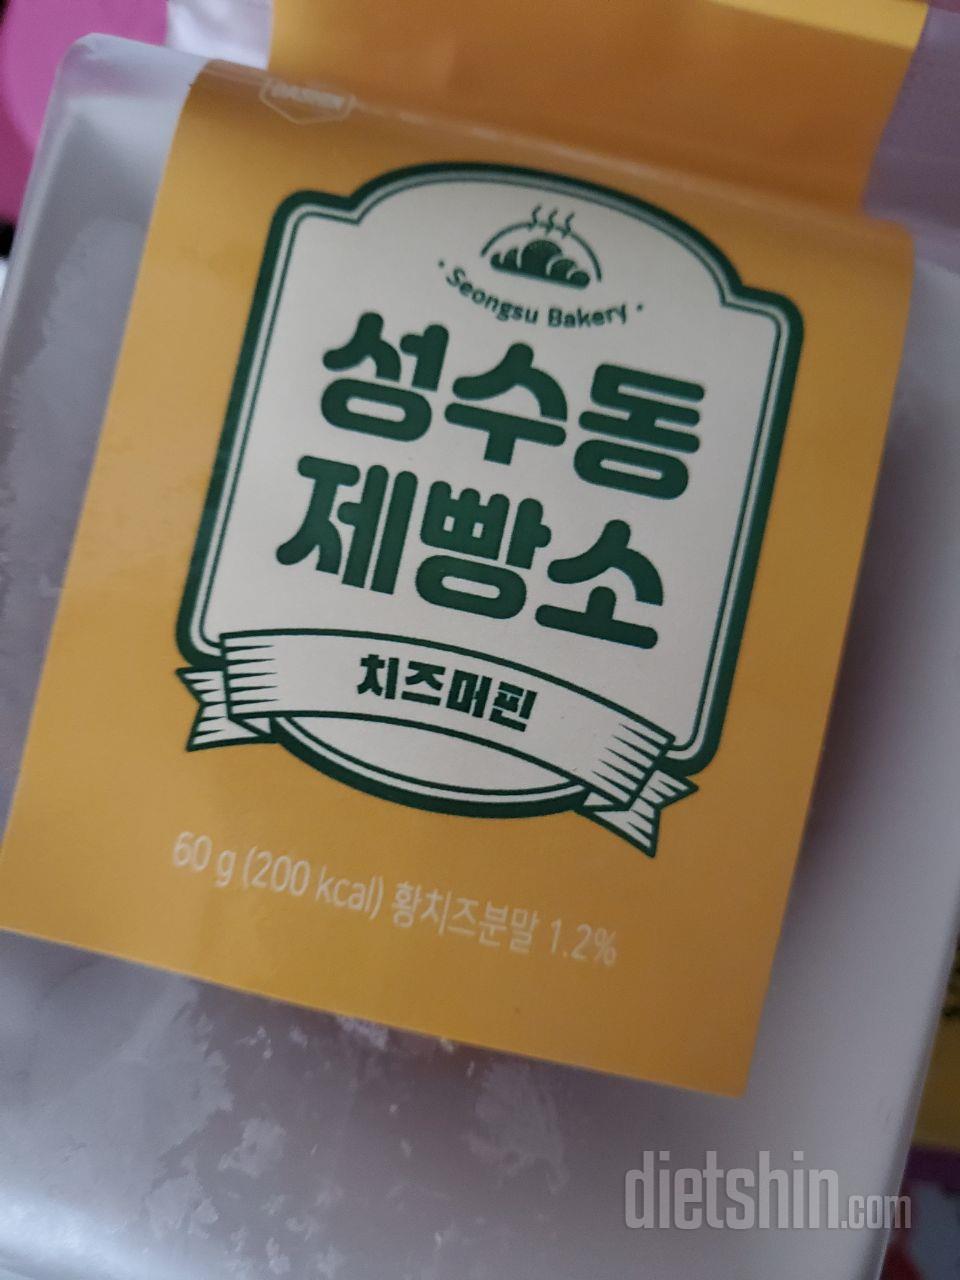 DASHIN
· Seongsu Bakery ·
성수동
제빵소
치즈머핀
60 g (200 kcal) 황치즈분말 1.2%
dietshin.com